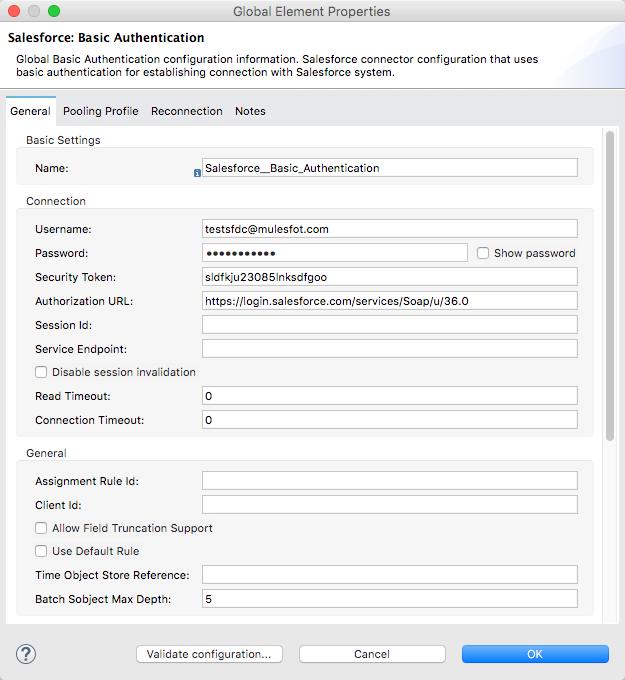 Global Element Properties
Salesforce: Basic Authentication
Global Basic Authentication configuration information. Salesforce connector configuration that uses
basic authentication for establishing connection with Salesforce system.
General Pooling Profile Reconnection Notes
Basic Settings
Name: Salesforce__Basic_Authentication
Connection
Username: testsfdc@mulesfot.com
Password: ●●●●●●●●●●● Show password
Security Token: sldfkju23085lnksdfgoo
Authorization URL: https://login.salesforce.com/services/Soap/u/36.0
Session Id:
Service Endpoint:
Disable session invalidation
Read Timeout: 0
Connection Timeout: 0
General
Assignment Rule Id:
Client Id:
Allow Field Truncation Support
Use Default Rule
Time Object Store Reference:
Batch Sobject Max Depth: 5
? Validate configuration... Cancel OK